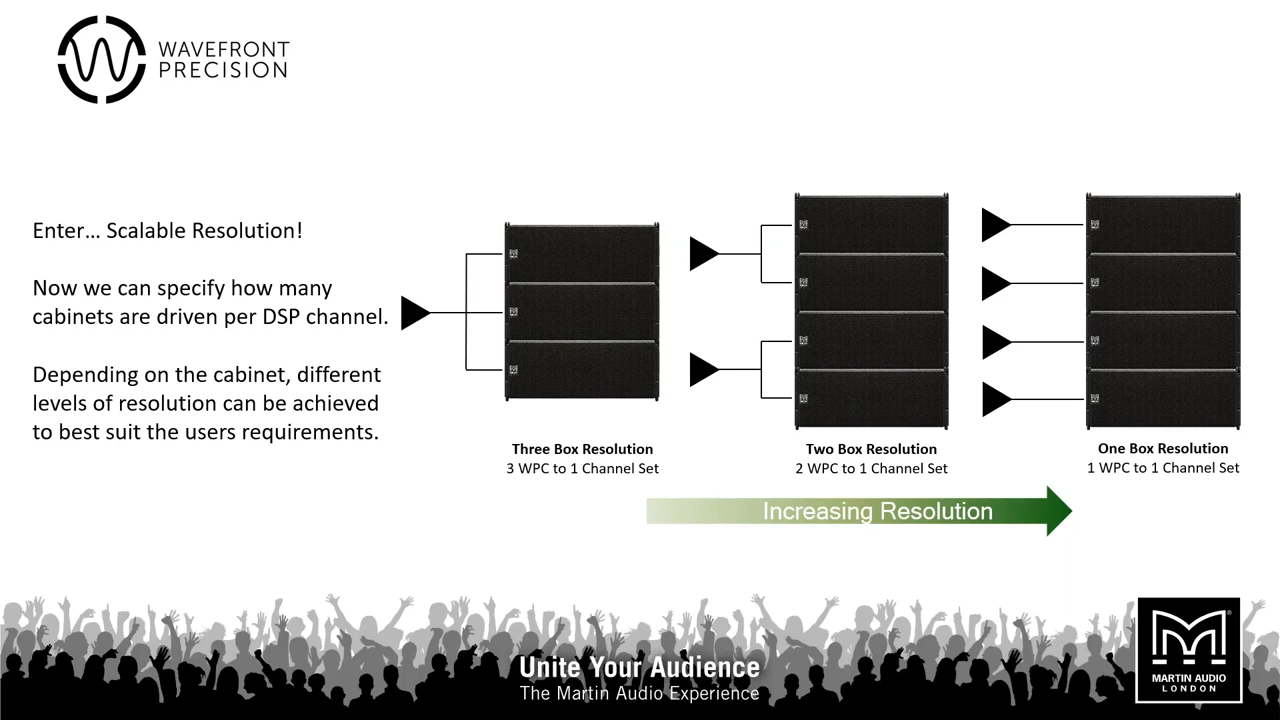 WAVEFRONT
PRECISION
Enter... Scalable Resolution!
Now we can specify how many
cabinets are driven per DSP channel.
Depending on the cabinet, different
levels of resolution can be achieved
to best suit the users requirements.
Three Box Resolution
3 WPC to 1 Channel Set
Two Box Resolution
2 WPC to 1 Channel Set
One Box Resolution
1 WPC to 1 Channel Set
Increasing Resolution
Unite Your Audience
The Martin Audio Experience
®
MARTIN AUDIO
LONDON